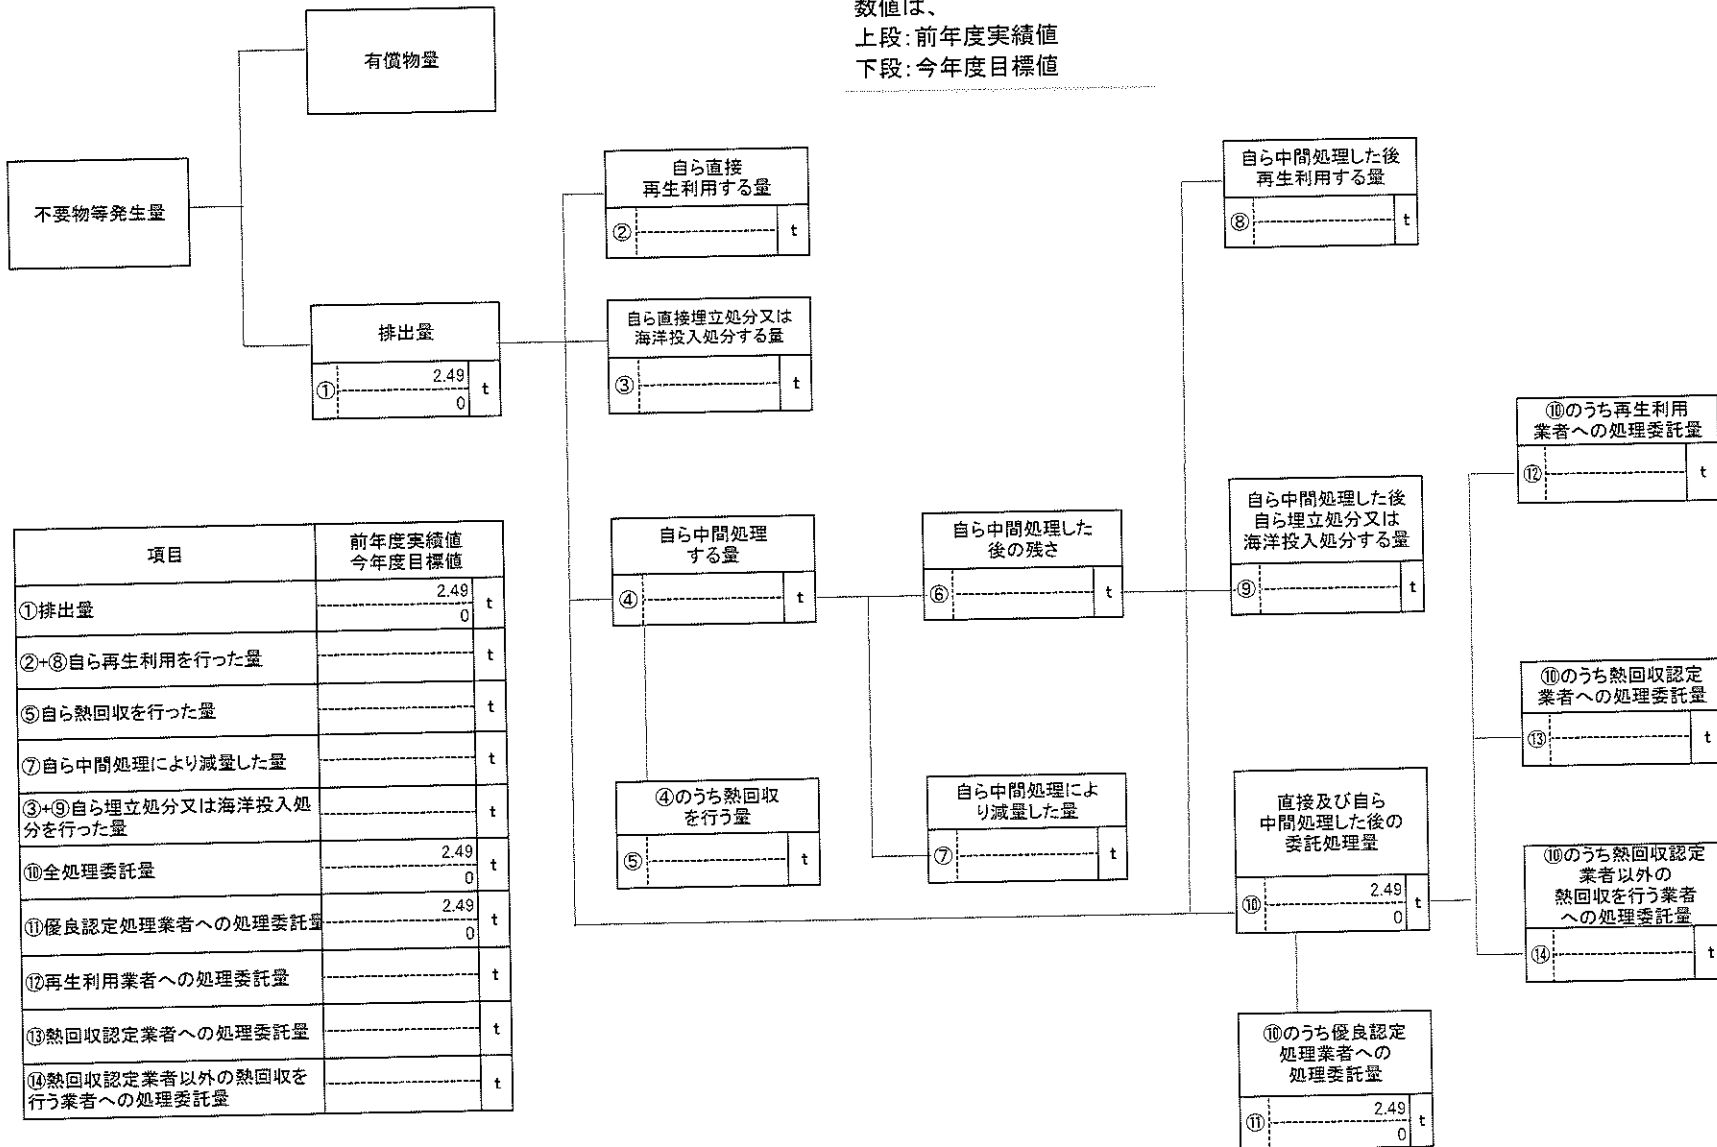 数値は、
上段:前年度実績値
下段:今年度目標値
有償物量
不要物等発生量
排出量
① 2.49 t
0
自ら直接
再生利用する量
② t
自ら直接埋立処分又は
海洋投入処分する量
③ t
自ら中間処理
する量
④ t
④のうち熱回収
を行う量
⑤ t
自ら中間処理した
後の残さ
⑥ t
自ら中間処理によ
り減量した量
⑦ t
自ら中間処理した後
再生利用する量
⑧ t
自ら中間処理した後
自ら埋立処分又は
海洋投入処分する量
⑨ t
直接及び自ら
中間処理した後の
委託処理量
⑩ 2.49 t
0
⑩のうち優良認定
処理業者への
処理委託量
⑪ 2.49 t
0
⑩のうち再生利用
業者への処理委託量
⑫ t
⑩のうち熱回収認定
業者への処理委託量
⑬ t
⑩のうち熱回収認定
業者以外の
熱回収を行う業者
への処理委託量
⑭ t
項目 前年度実績値
今年度目標値
①排出量 2.49 t
0
②+⑧自ら再生利用を行った量 t
⑤自ら熱回収を行った量 t
⑦自ら中間処理により減量した量 t
③+⑨自ら埋立処分又は海洋投入処
分を行った量 t
⑩全処理委託量 2.49 t
0
⑪優良認定処理業者への処理委託量 2.49 t
0
⑫再生利用業者への処理委託量 t
⑬熱回収認定業者への処理委託量 t
⑭熱回収認定業者以外の熱回収を
行う業者への処理委託量 t